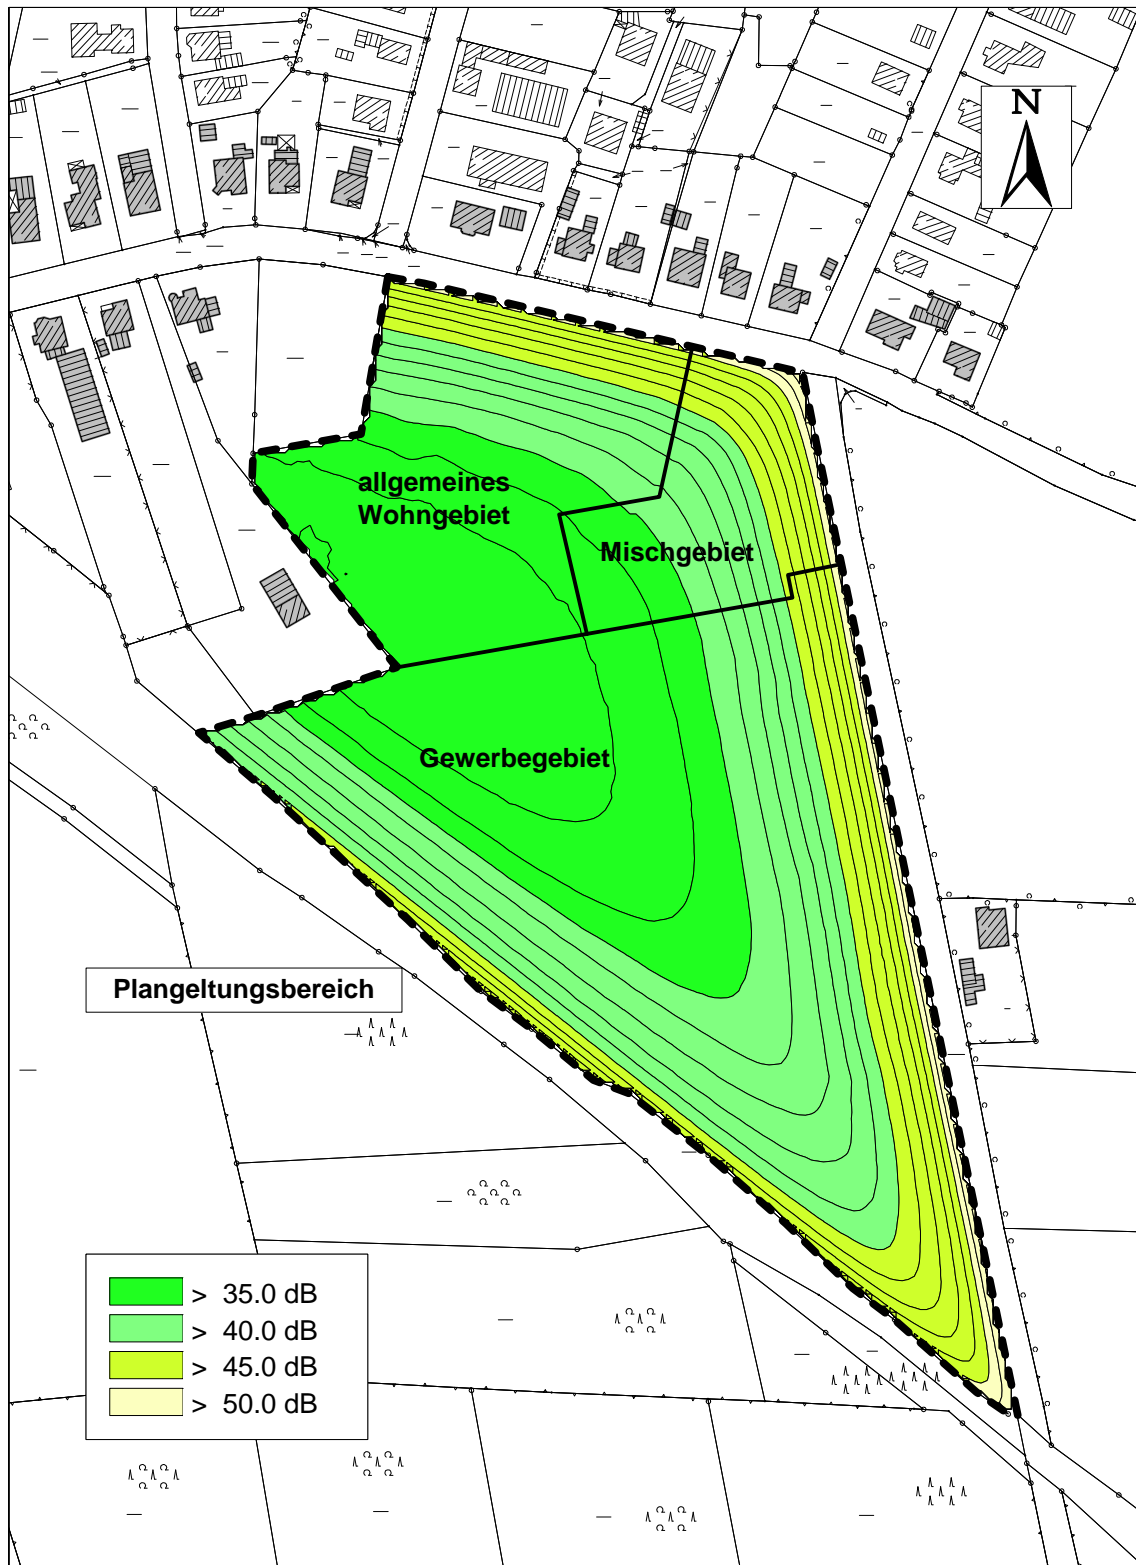 N
allgemeines
Wohngebiet
Mischgebiet
Gewerbegebiet
Plangeltungsbereich
> 35.0 dB
> 40.0 dB
> 45.0 dB
> 50.0 dB